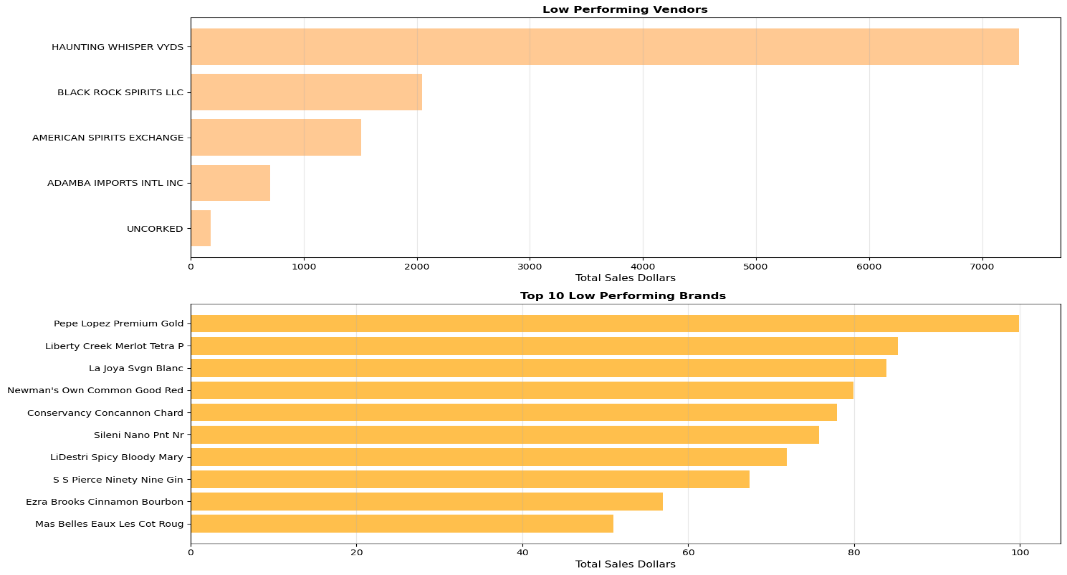 Low Performing Vendors
HAUNTING WHISPER VYDS
BLACK ROCK SPIRITS LLC
AMERICAN SPIRITS EXCHANGE
ADAMBA IMPORTS INTL INC
UNCORKED
0 1000 2000 3000 4000 5000 6000 7000
Total Sales Dollars
Top 10 Low Performing Brands
Pepe Lopez Premium Gold
Liberty Creek Merlot Tetra P
La Joya Svgn Blanc
Newman's Own Common Good Red
Conservancy Concannon Chard
Sileni Nano Pnt Nr
LiDestri Spicy Bloody Mary
S S Pierce Ninety Nine Gin
Ezra Brooks Cinnamon Bourbon
Mas Belles Eaux Les Cot Roug
0 20 40 60 80 100
Total Sales Dollars